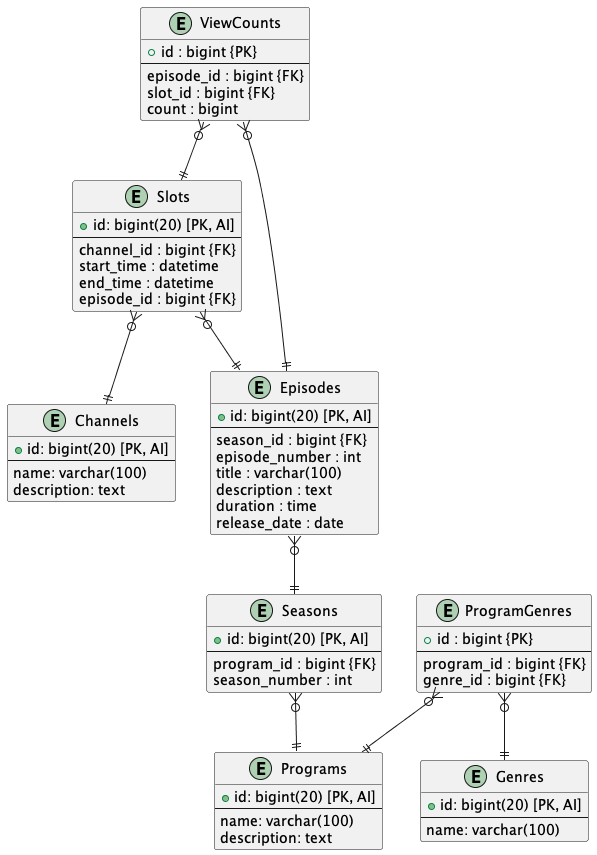 E ViewCounts
id : bigint {PK}
episode_id : bigint {FK}
slot_id : bigint {FK}
count : bigint
E Slots
id: bigint(20) [PK, AI]
channel_id : bigint {FK}
start_time : datetime
end_time : datetime
episode_id : bigint {FK}
E Channels
id: bigint(20) [PK, AI]
name: varchar(100)
description: text
E Episodes
id: bigint(20) [PK, AI]
season_id : bigint {FK}
episode_number : int
title : varchar(100)
description : text
duration : time
release_date : date
E Seasons
id: bigint(20) [PK, AI]
program_id : bigint {FK}
season_number : int
E ProgramGenres
id : bigint {PK}
program_id : bigint {FK}
genre_id : bigint {FK}
E Programs
id: bigint(20) [PK, AI]
name: varchar(100)
description: text
E Genres
id: bigint(20) [PK, AI]
name: varchar(100)